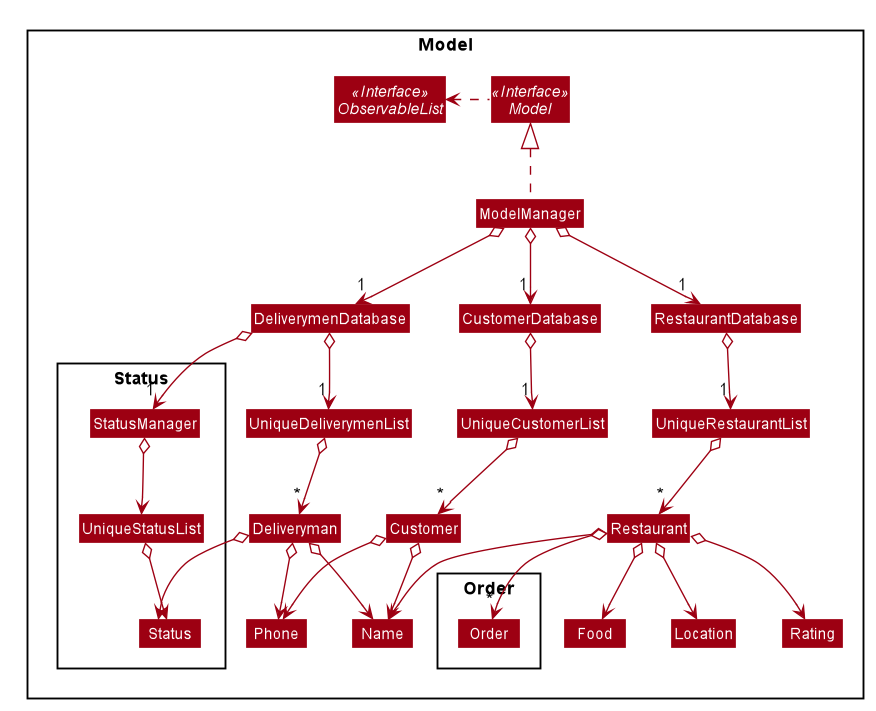 Model
«Interface»
ObservableList
«Interface»
Model
ModelManager
1
1
1
DeliverymenDatabase
CustomerDatabase
RestaurantDatabase
Status
1
1
1
1
StatusManager
UniqueDeliverymenList
UniqueCustomerList
UniqueRestaurantList
*
*
*
UniqueStatusList
Deliveryman
Customer
Restaurant
Order
*
Status
Phone
Name
Order
Food
Location
Rating